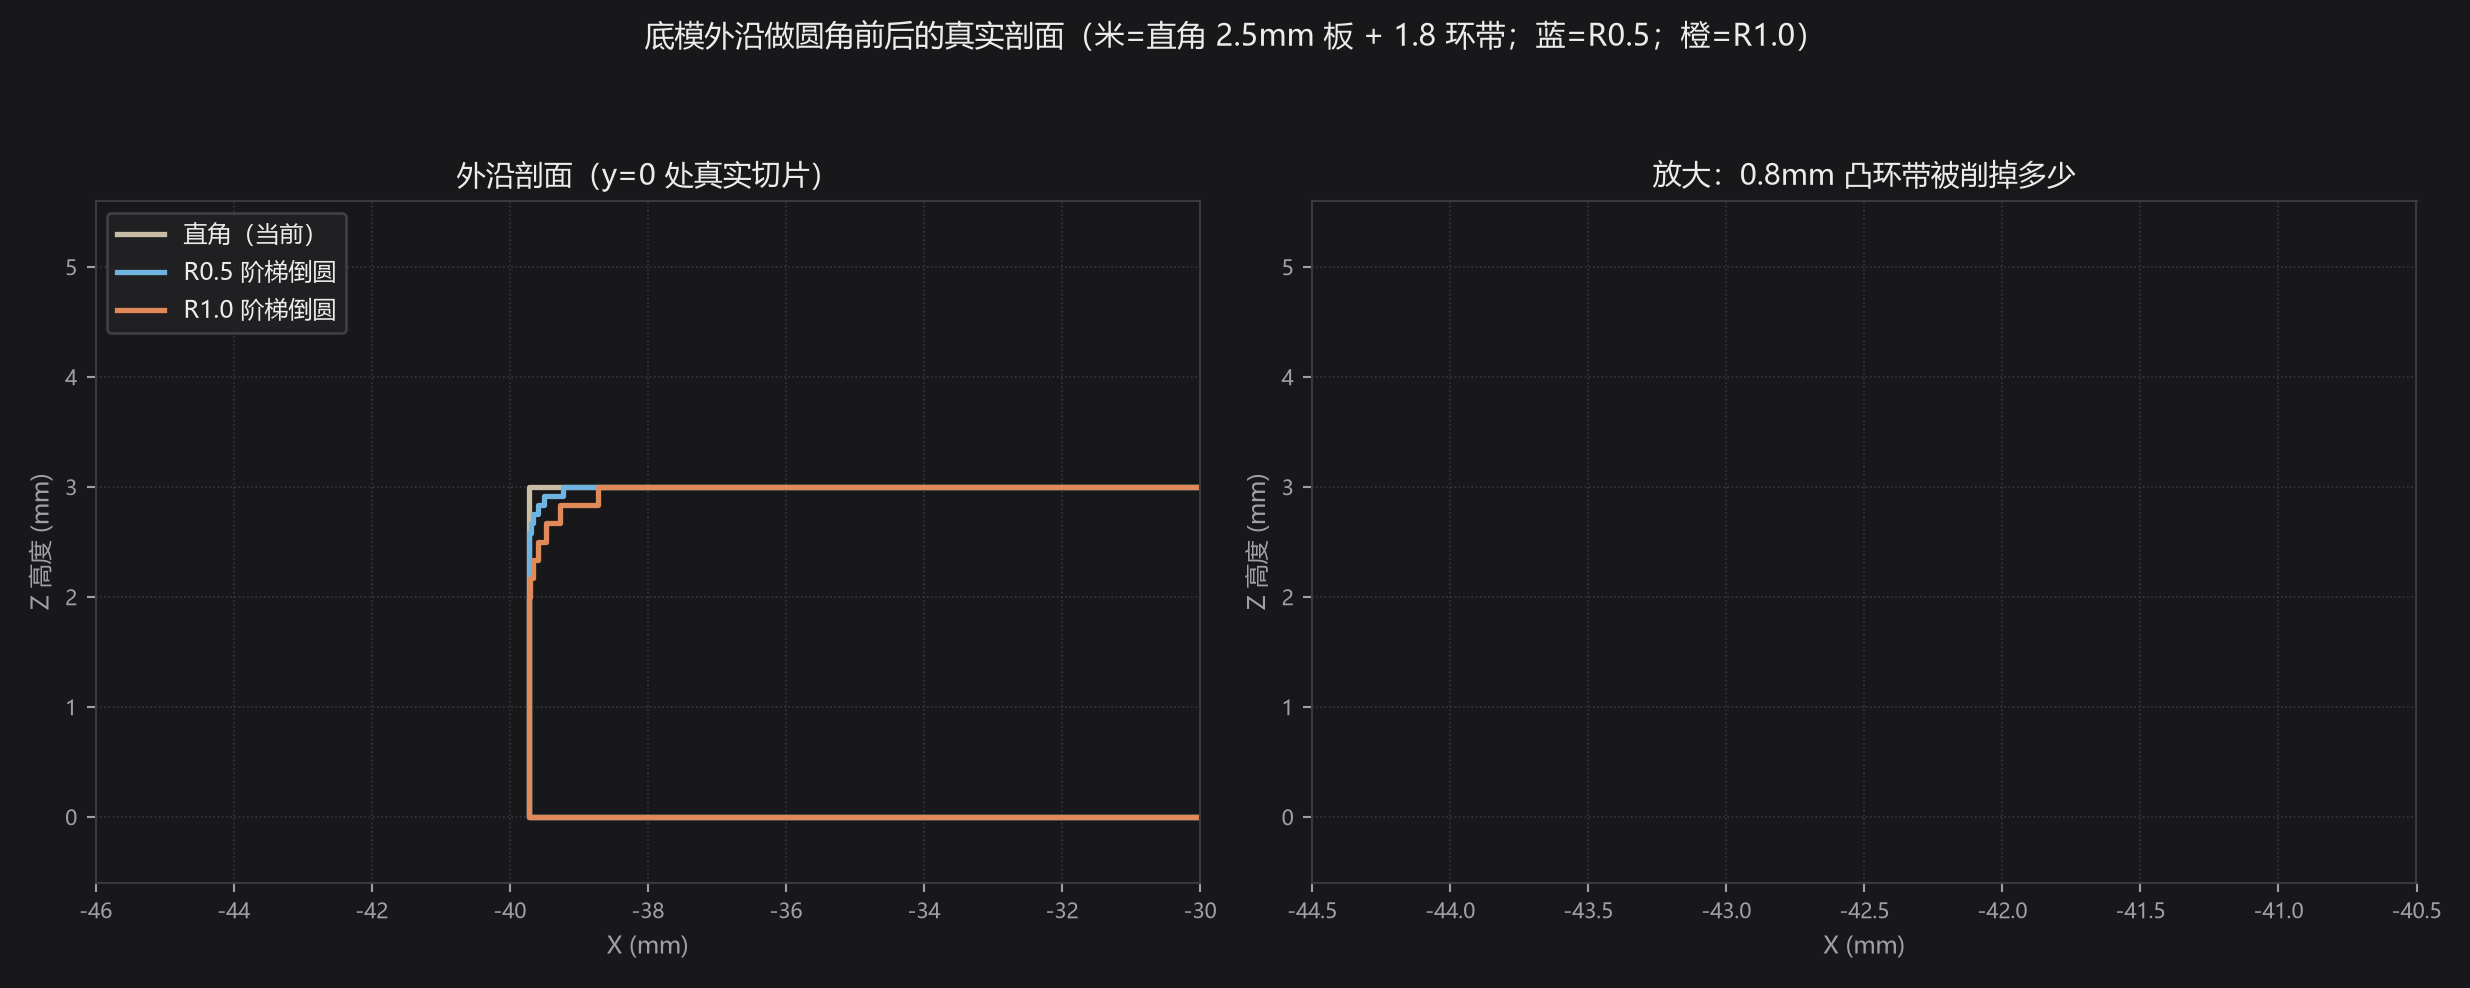 底模外沿做圆角前后的真实剖面（米=直角 2.5mm 板 + 1.8 环带；蓝=R0.5；橙=R1.0）
外沿剖面（y=0 处真实切片）
直角（当前）
R0.5 阶梯倒圆
R1.0 阶梯倒圆
Z 高度 (mm)
5
4
3
2
1
0
-46 -44 -42 -40 -38 -36 -34 -32 -30
X (mm)
放大：0.8mm 凸环带被削掉多少
Z 高度 (mm)
5
4
3
2
1
0
-44.5 -44.0 -43.5 -43.0 -42.5 -42.0 -41.5 -41.0 -40.5
X (mm)